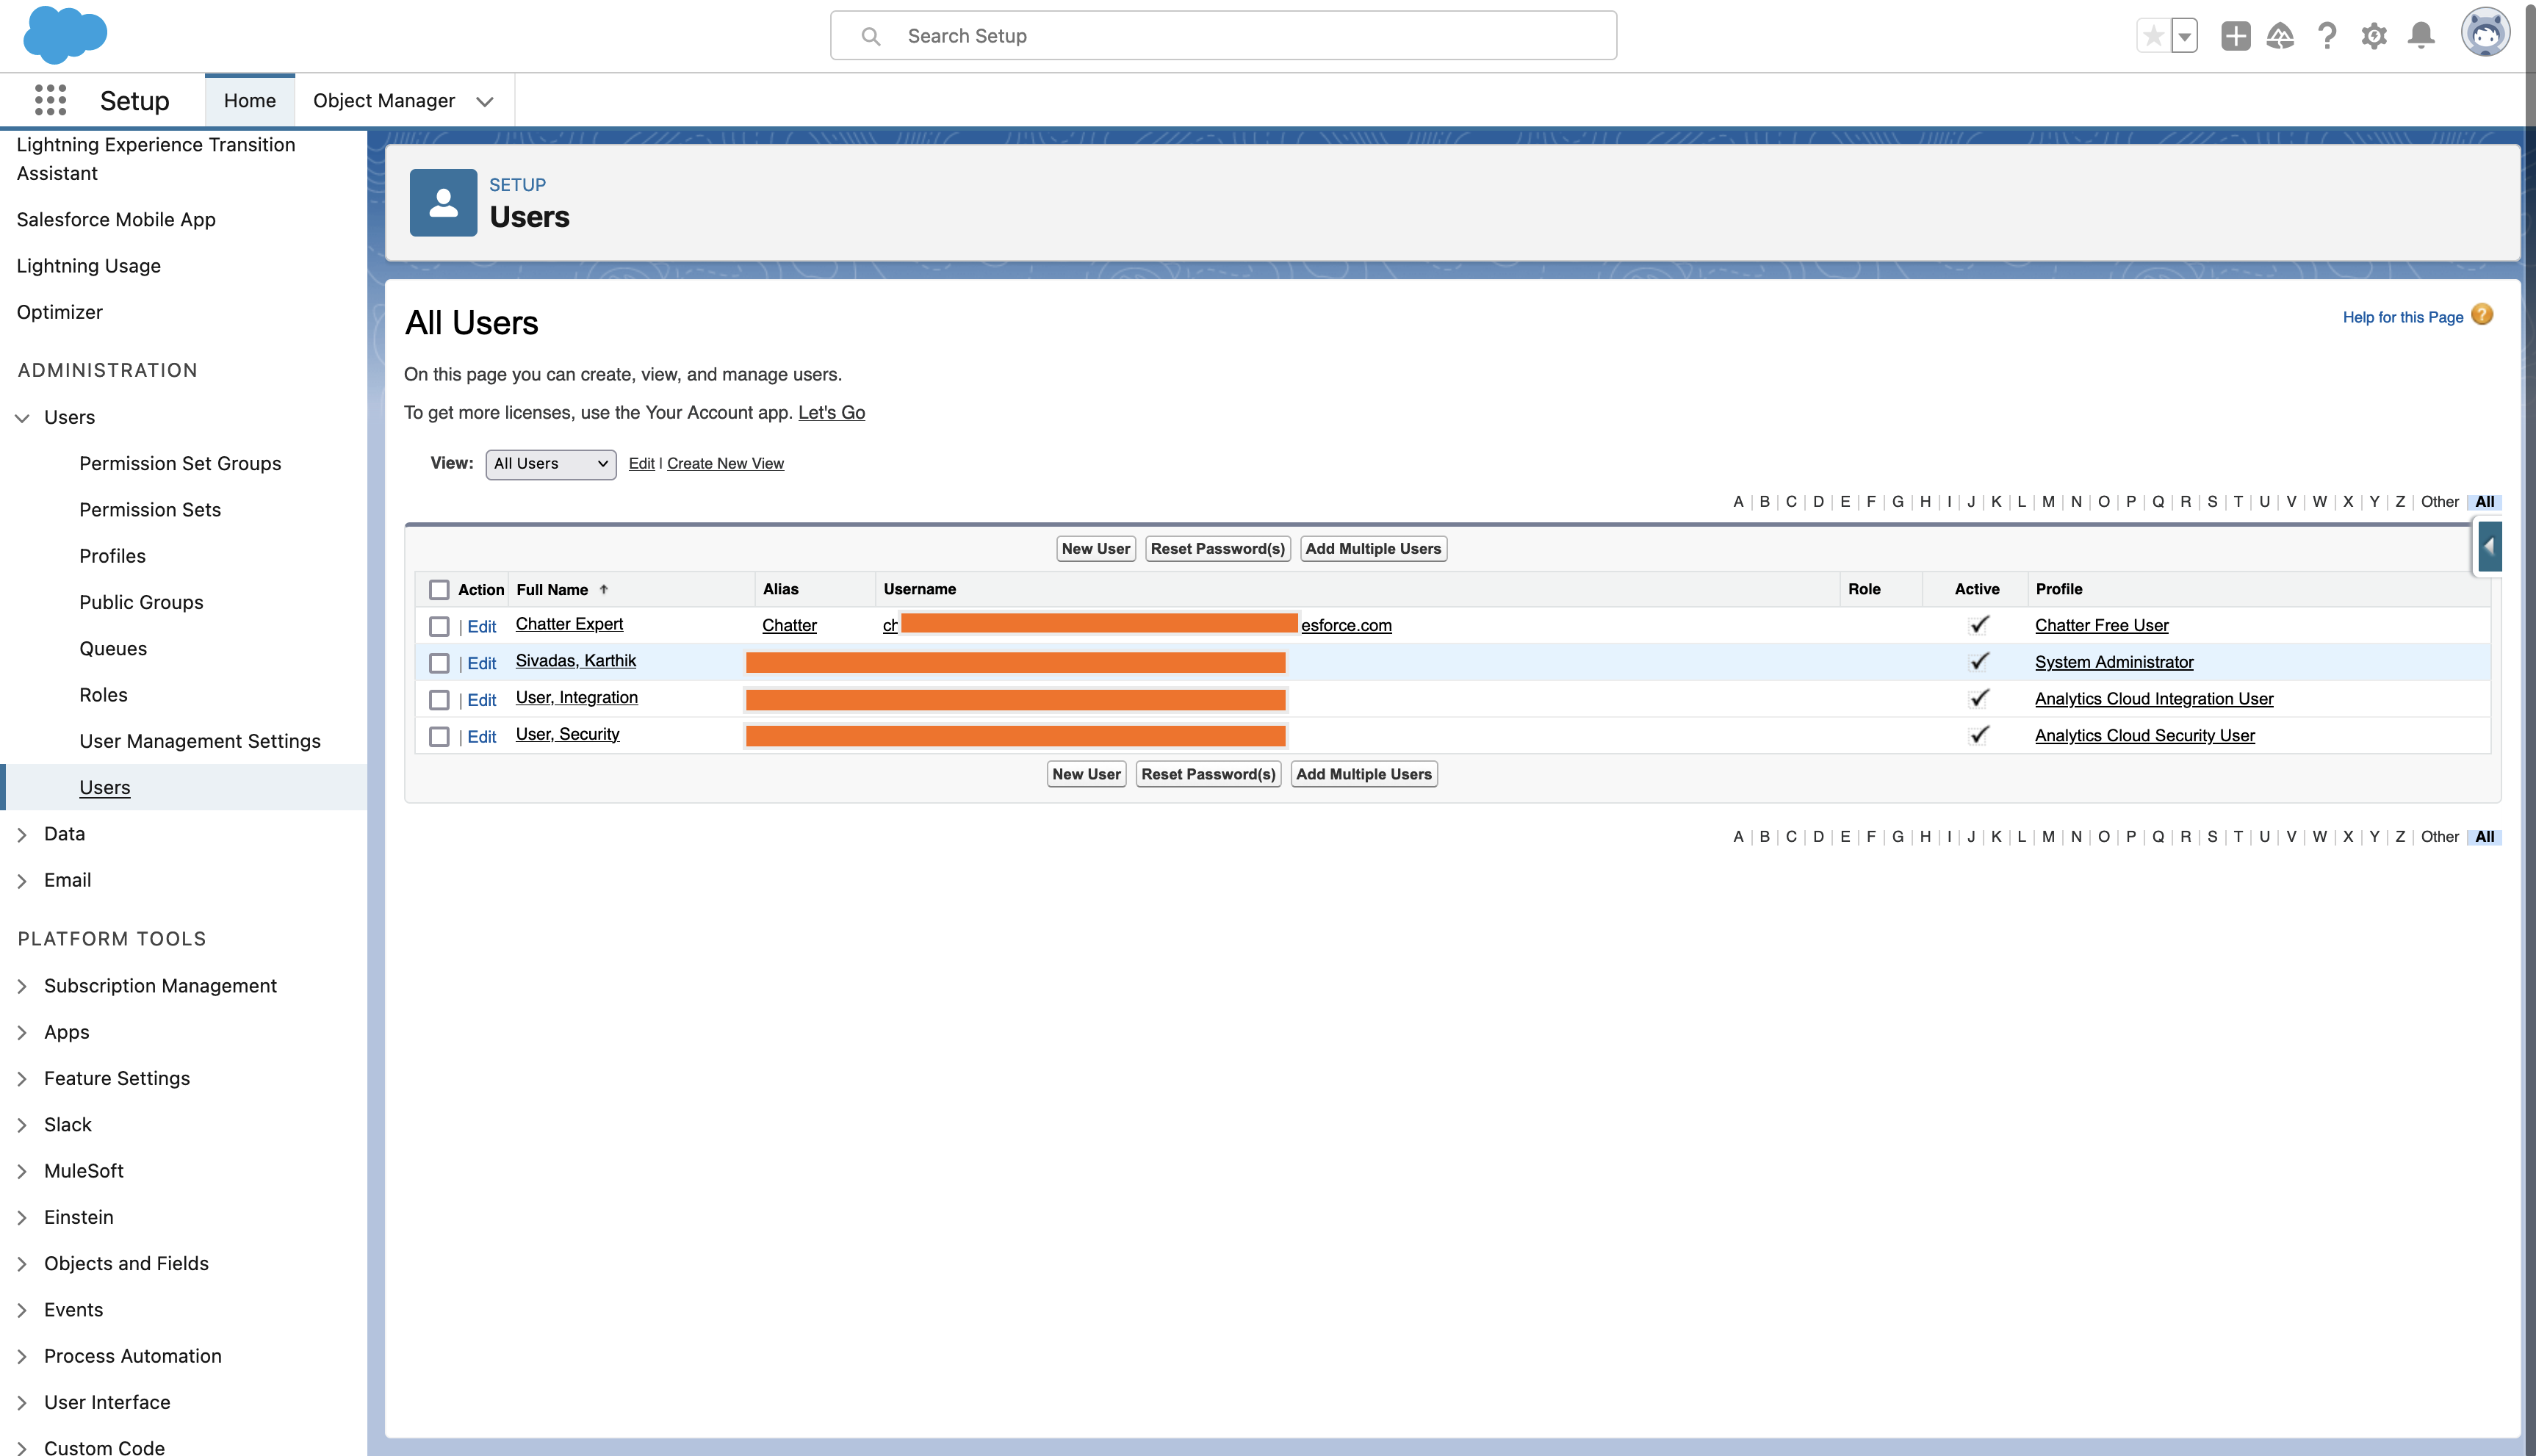 Search Setup
Setup
Home
Object Manager
Lightning Experience Transition
Assistant
Salesforce Mobile App
Lightning Usage
Optimizer
ADMINISTRATION
Users
Permission Set Groups
Permission Sets
Profiles
Public Groups
Queues
Roles
User Management Settings
Users
Data
Email
PLATFORM TOOLS
Subscription Management
Apps
Feature Settings
Slack
MuleSoft
Einstein
Objects and Fields
Events
Process Automation
User Interface
Custom Code
SETUP
Users
All Users
Help for this Page ?
On this page you can create, view, and manage users.
To get more licenses, use the Your Account app. Let's Go
View: All Users Edit | Create New View
A | B | C | D | E | F | G | H | I | J | K | L | M | N | O | P | Q | R | S | T | U | V | W | X | Y | Z | Other | All
New User Reset Password(s) Add Multiple Users
Action Full Name ↑ Alias Username Role Active Profile
| Edit Chatter Expert Chatter ch esforce.com Chatter Free User
| Edit Sivadas, Karthik System Administrator
| Edit User, Integration Analytics Cloud Integration User
| Edit User, Security Analytics Cloud Security User
New User Reset Password(s) Add Multiple Users
A | B | C | D | E | F | G | H | I | J | K | L | M | N | O | P | Q | R | S | T | U | V | W | X | Y | Z | Other | All